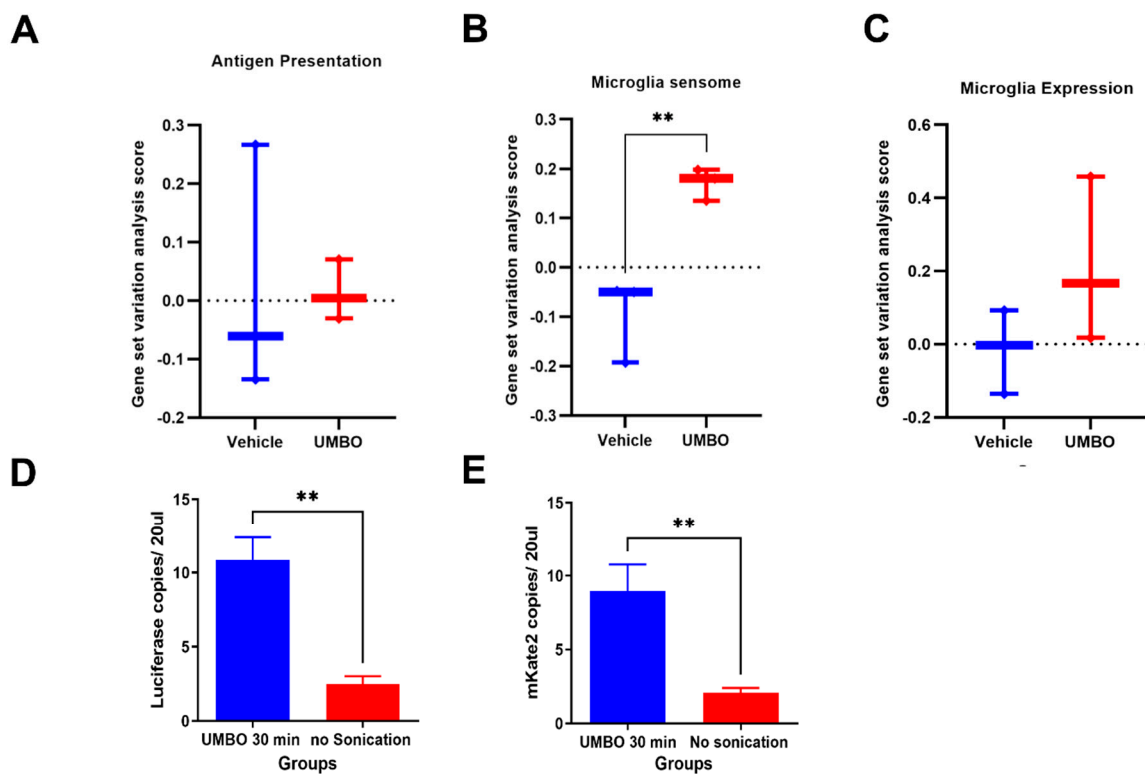 A
Antigen Presentation
Gene set variation analysis score
0.3
0.2
0.1
0.0
-0.1
-0.2
Vehicle UMBO
B
Microglia sensome
**
Gene set variation analysis score
0.3
0.2
0.1
0.0
-0.1
-0.2
-0.3
Vehicle UMBO
C
Microglia Expression
Gene set variation analysis score
0.6
0.4
0.2
0.0
-0.2
Vehicle UMBO
D
**
Luciferase copies/ 20ul
15
10
5
0
UMBO 30 min no Sonication
Groups
E
**
mKate2 copies/ 20ul
15
10
5
0
UMBO 30 min No sonication
Groups